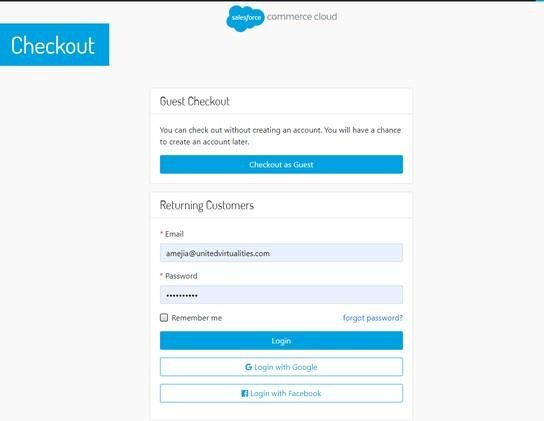 salesforce commerce cloud
Checkout
Guest Checkout
You can check out without creating an account. You will have a chance
to create an account later.
Checkout as Guest
Returning Customers
* Email
amejia@unitedvirtualities.com
* Password
••••••••••
Remember me forgot password?
Login
Login with Google
Login with Facebook